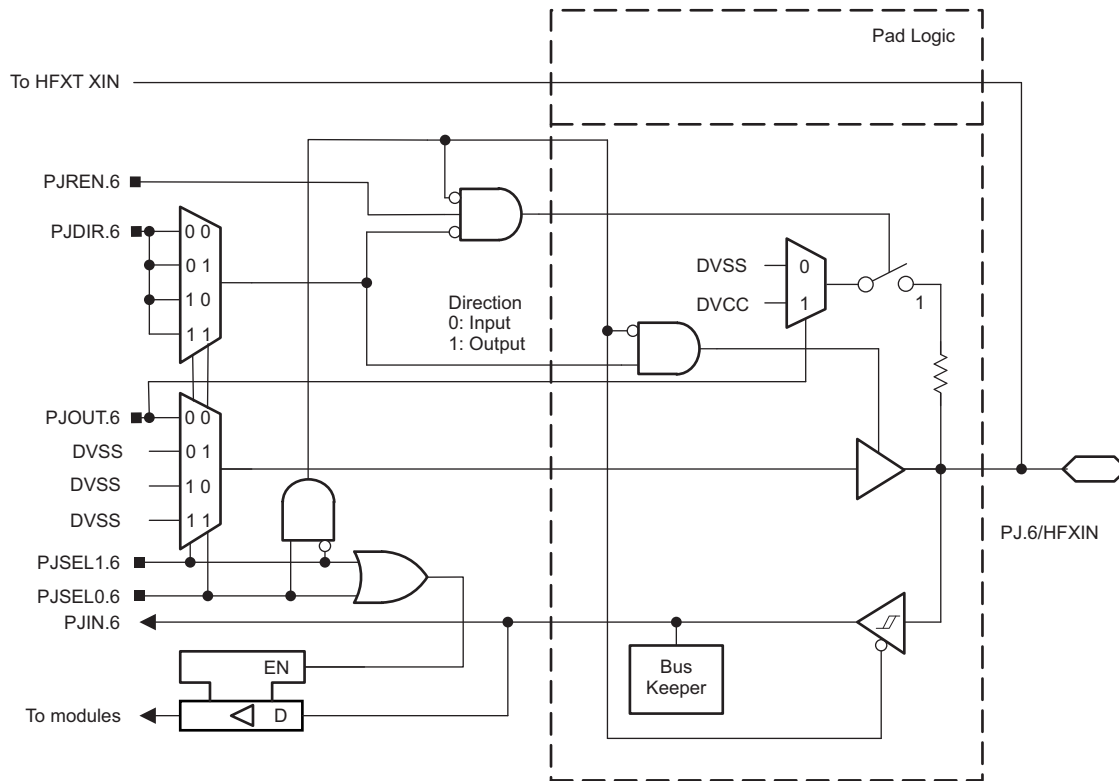 Pad Logic
To HFXT XIN
PJREN.6
PJDIR.6
0 0
0 1
1 0
1 1
Direction
0: Input
1: Output
DVSS
0
DVCC
1
1
PJOUT.6
0 0
DVSS
0 1
DVSS
1 0
DVSS
1 1
PJSEL1.6
PJSEL0.6
PJIN.6
PJ.6/HFXIN
EN
D
To modules
Bus
Keeper